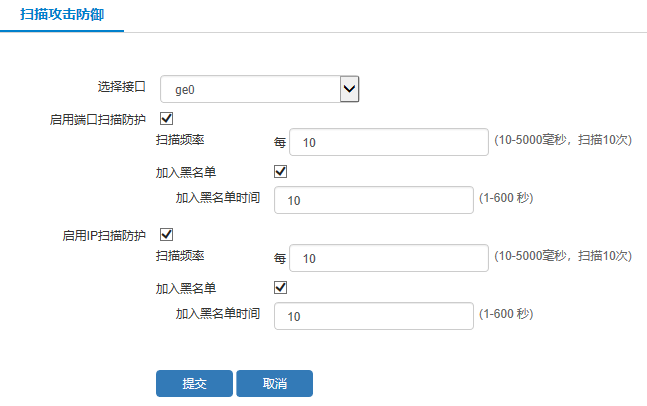 扫描攻击防御
选择接口 ge0
启用端口扫描防护
扫描频率 每 10 (10-5000毫秒，扫描10次)
加入黑名单
加入黑名单时间 10 (1-600 秒)
启用IP扫描防护
扫描频率 每 10 (10-5000毫秒，扫描10次)
加入黑名单
加入黑名单时间 10 (1-600 秒)
提交 取消